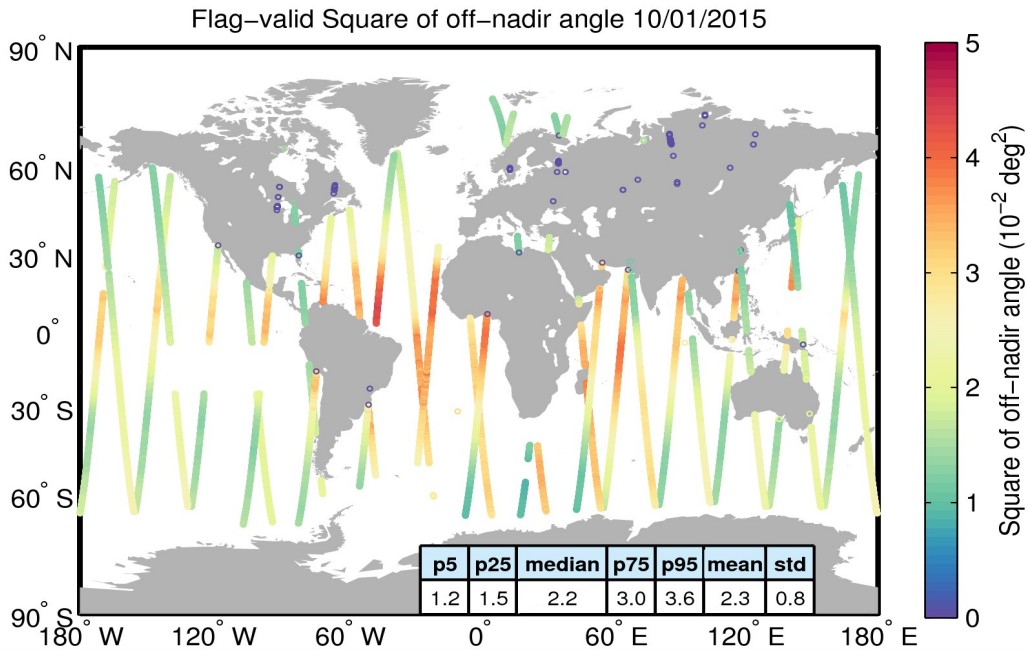 Flag−valid Square of off−nadir angle 10/01/2015
90° N
60° N
30° N
0°
30° S
60° S
90° S
180° W
120° W
60° W
0°
60° E
120° E
180° E
p5 p25 median p75 p95 mean std
1.2 1.5 2.2 3.0 3.6 2.3 0.8
5
4
3
2
1
0
Square of off−nadir angle (10⁻² deg²)